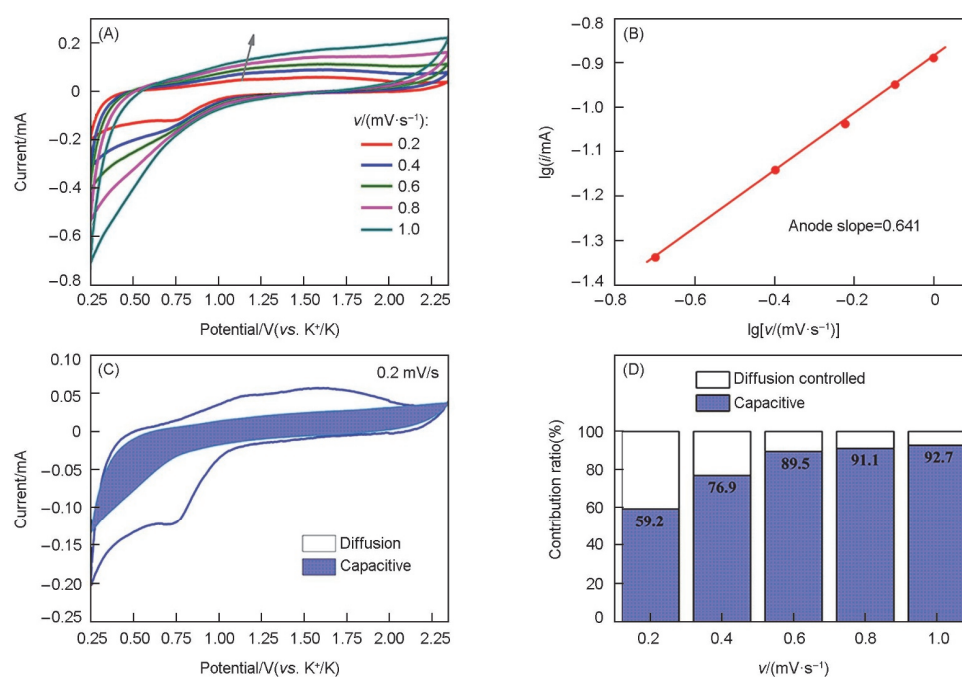 (A)
0.2
0
−0.2
−0.4
−0.6
−0.8
Current/mA
v/(mV·s⁻¹):
0.2
0.4
0.6
0.8
1.0
0.25 0.50 0.75 1.00 1.25 1.50 1.75 2.00 2.25
Potential/V(vs. K⁺/K)
(B)
−0.9
−1.0
−1.1
−1.2
−1.3
−1.4
lg(i/mA)
Anode slope=0.641
−0.8 −0.6 −0.4 −0.2 0
lg[v/(mV·s⁻¹)]
(C)
0.2 mV/s
0.10
0.05
0
−0.05
−0.10
−0.15
−0.20
−0.25
Current/mA
Diffusion
Capacitive
0.25 0.50 0.75 1.00 1.25 1.50 1.75 2.00 2.25
Potential/V(vs. K⁺/K)
(D)
Diffusion controlled
Capacitive
100
80
60
40
20
0
Contribution ratio(%)
59.2
76.9
89.5
91.1
92.7
0.2 0.4 0.6 0.8 1.0
v/(mV·s⁻¹)